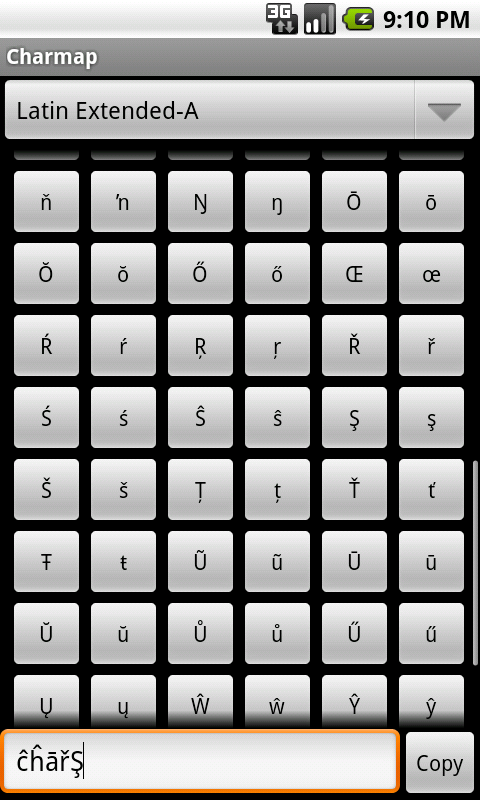 3G 9:10 PM
Charmap
Latin Extended-A
ň ŉ Ŋ ŋ Ō ō
Ŏ ŏ Ő ő Œ œ
Ŕ ŕ Ŗ ŗ Ř ř
Ś ś Ŝ ŝ Ş ş
Š š Ţ ţ Ť ť
Ŧ ŧ Ũ ũ Ū ū
Ŭ ŭ Ů ů Ű ű
Ų ų Ŵ ŵ Ŷ ŷ
ĉĥāřŞ Copy